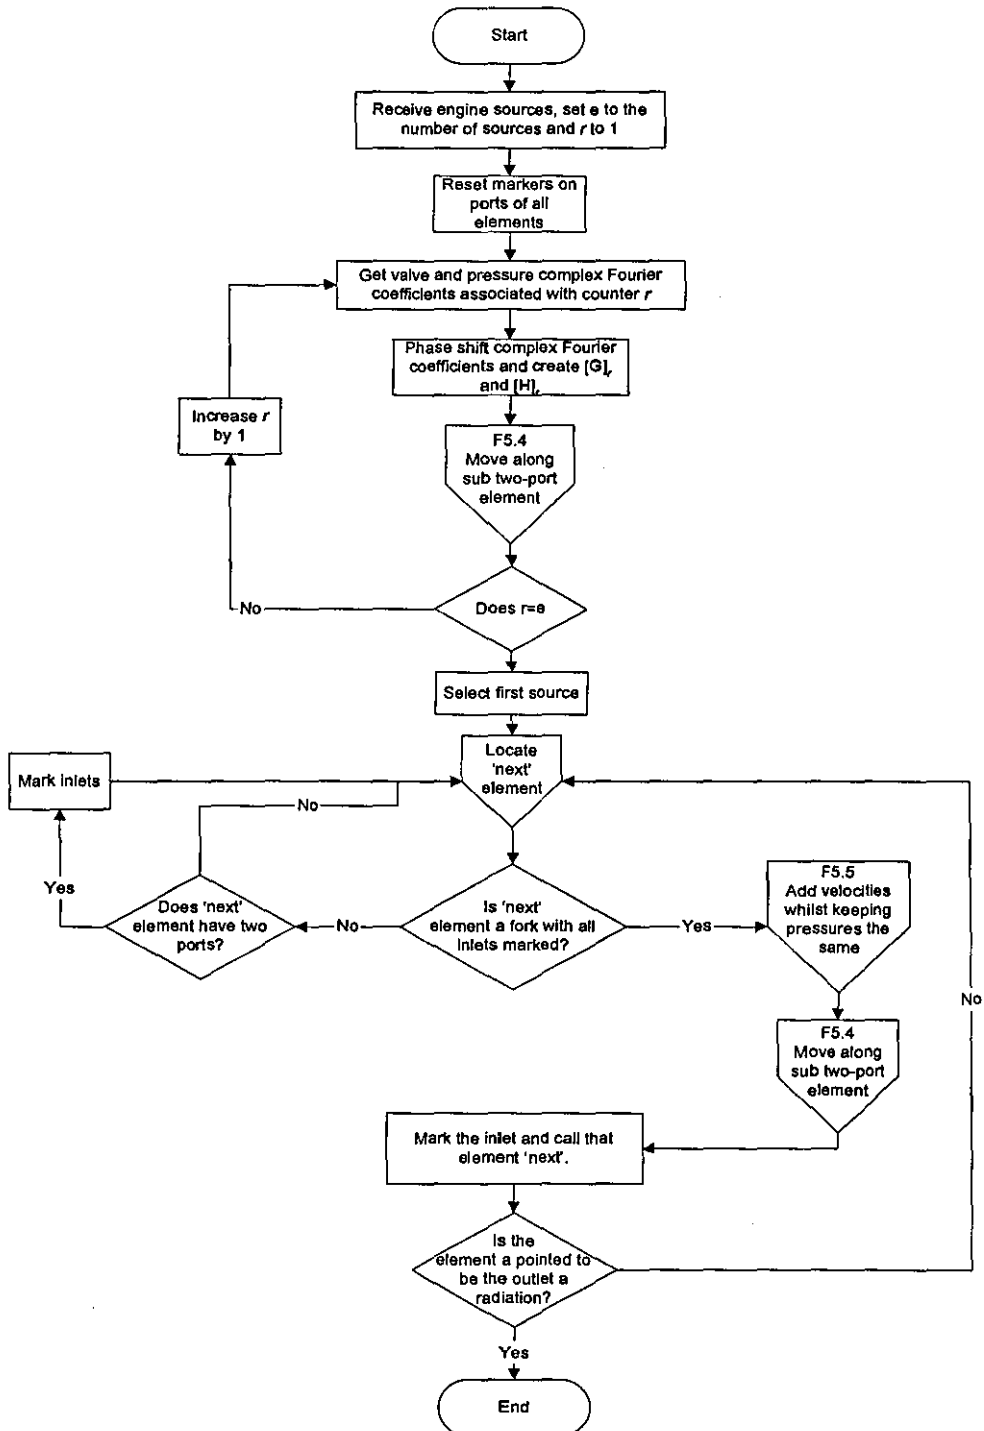 Start
Receive engine sources, set e to the
number of sources and r to 1
Reset markers on
ports of all
elements
Get valve and pressure complex Fourier
coefficients associated with counter r
Phase shift complex Fourier
coefficients and create [G]r
and [H]r
Increase r
by 1
F5.4
Move along
sub two-port
element
No
Does r=e
Select first source
Locate
'next'
element
Mark inlets
No
Yes
Does 'next'
element have two
ports?
No
Is 'next'
element a fork with all
inlets marked?
Yes
F5.5
Add velocities
whilst keeping
pressures the
same
No
F5.4
Move along
sub two-port
element
Mark the inlet and call that
element 'next'.
Is the
element a pointed to
be the outlet a
radiation?
Yes
End